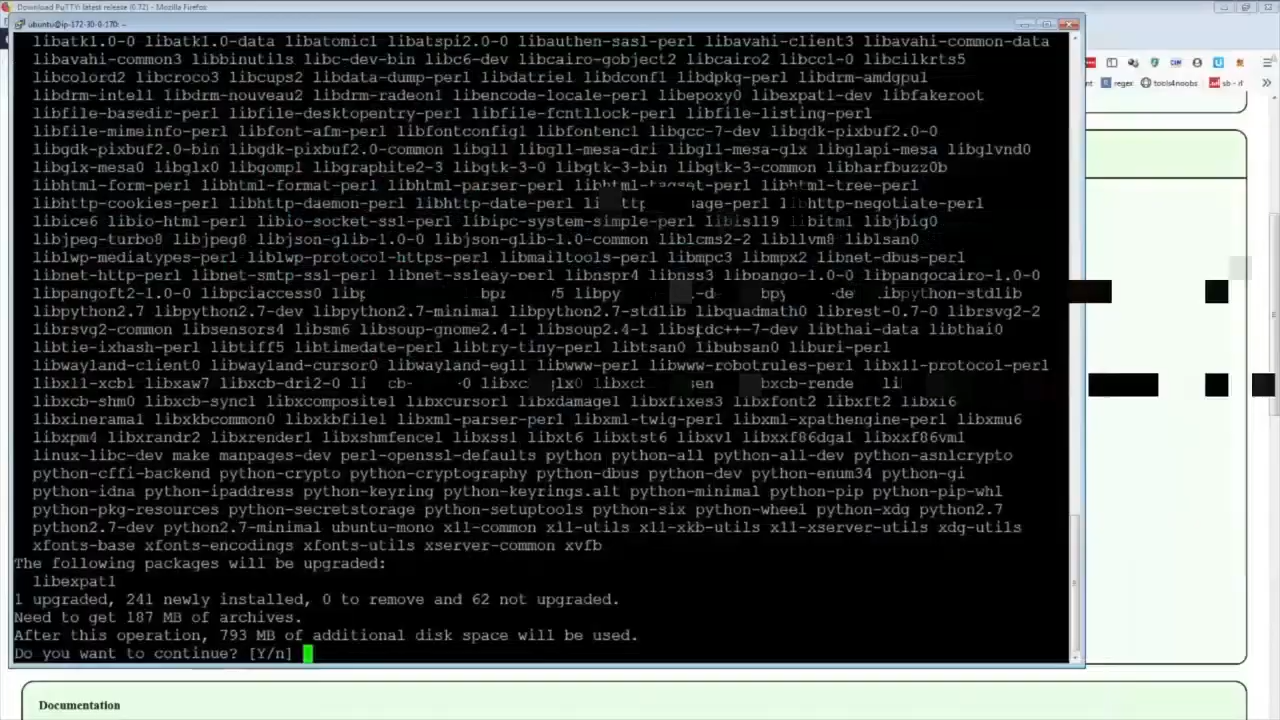 Download PuTTY: latest release (0.72) - Mozilla Firefox
ubuntu@ip-172-30-0-170: ~
libatk1.0-0 libatk1.0-data libatomic1 libatspi2.0-0 libauthen-sasl-perl libavahi-client3 libavahi-common-data
libavahi-common3 libbinutils libc-dev-bin libc6-dev libcairo-gobject2 libcairo2 libcc1-0 libcilkrts5
libcolord2 libcroco3 libcups2 libdata-dump-perl libdatrie1 libdconf1 libdpkg-perl libdrm-amdgpu1
libdrm-intel1 libdrm-nouveau2 libdrm-radeon1 libencode-locale-perl libepoxy0 libexpat1-dev libfakeroot
libfile-basedir-perl libfile-desktopentry-perl libfile-fcntllock-perl libfile-listing-perl
libfile-mimeinfo-perl libfont-afm-perl libfontconfig1 libfontenc1 libgcc-7-dev libgdk-pixbuf2.0-0
libgdk-pixbuf2.0-bin libgdk-pixbuf2.0-common libgl1 libgl1-mesa-dri libgl1-mesa-glx libglapi-mesa libglvnd0
libglx-mesa0 libglx0 libgomp1 libgraphite2-3 libgtk-3-0 libgtk-3-bin libgtk-3-common libharfbuzz0b
libhtml-form-perl libhtml-format-perl libhtml-parser-perl libhtml-tagset-perl libhtml-tree-perl
libhttp-cookies-perl libhttp-daemon-perl libhttp-date-perl libhttp-negotiate-perl
libice6 libio-html-perl libio-socket-ssl-perl libipc-system-simple-perl libisl19 libitm1 libjbig0
libjpeg-turbo8 libjpeg8 libjson-glib-1.0-0 libjson-glib-1.0-common liblcms2-2 libllvm8 liblsan0
liblwp-mediatypes-perl liblwp-protocol-https-perl libmailtools-perl libmpc3 libmpx2 libnet-dbus-perl
libnet-http-perl libnet-smtp-ssl-perl libnet-ssleay-perl libnspr4 libnss3 libpango-1.0-0 libpangocairo-1.0-0
libpangoft2-1.0-0 libpciaccess0 libpython-stdlib
libpython2.7 libpython2.7-dev libpython2.7-minimal libpython2.7-stdlib libquadmath0 librest-0.7-0 librsvg2-2
librsvg2-common libsensors4 libsm6 libsoup-gnome2.4-1 libsoup2.4-1 libstdc++-7-dev libthai-data libthai0
libtie-ixhash-perl libtiff5 libtimedate-perl libtry-tiny-perl libtsan0 libubsan0 liburi-perl
libwayland-client0 libwayland-cursor0 libwayland-egl1 libwww-perl libwww-robotrules-perl libx11-protocol-perl
libx11-xcb1 libxaw7 libxcb-dri2-0
libxcb-shm0 libxcb-sync1 libxcomposite1 libxcursor1 libxdamage1 libxfixes3 libxfont2 libxft2 libxi6
libxinerama1 libxkbcommon0 libxkbfile1 libxml-parser-perl libxml-twig-perl libxml-xpathengine-perl libxmu6
libxpm4 libxrandr2 libxrender1 libxshmfence1 libxss1 libxt6 libxtst6 libxv1 libxxf86dga1 libxxf86vm1
linux-libc-dev make manpages-dev perl-openssl-defaults python python-all python-all-dev python-asn1crypto
python-cffi-backend python-crypto python-cryptography python-dbus python-dev python-enum34 python-gi
python-idna python-ipaddress python-keyring python-keyrings.alt python-minimal python-pip python-pip-whl
python-pkg-resources python-secretstorage python-setuptools python-six python-wheel python-xdg python2.7
python2.7-dev python2.7-minimal ubuntu-mono x11-common x11-utils x11-xkb-utils x11-xserver-utils xdg-utils
xfonts-base xfonts-encodings xfonts-utils xserver-common xvfb
The following packages will be upgraded:
libexpat1
1 upgraded, 241 newly installed, 0 to remove and 62 not upgraded.
Need to get 187 MB of archives.
After this operation, 793 MB of additional disk space will be used.
Do you want to continue? [Y/n]
regex
tools4noobs
Documentation